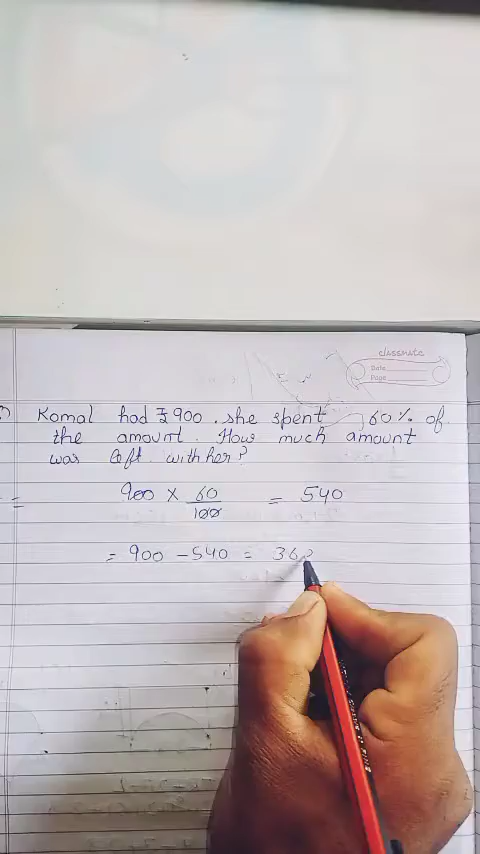 classmate
Date
Page
Komal had ₹900. she spent 60% of
the amount. How much amount
was left with her?
= 900 × 60/100 = 540
= 900 - 540 = 360